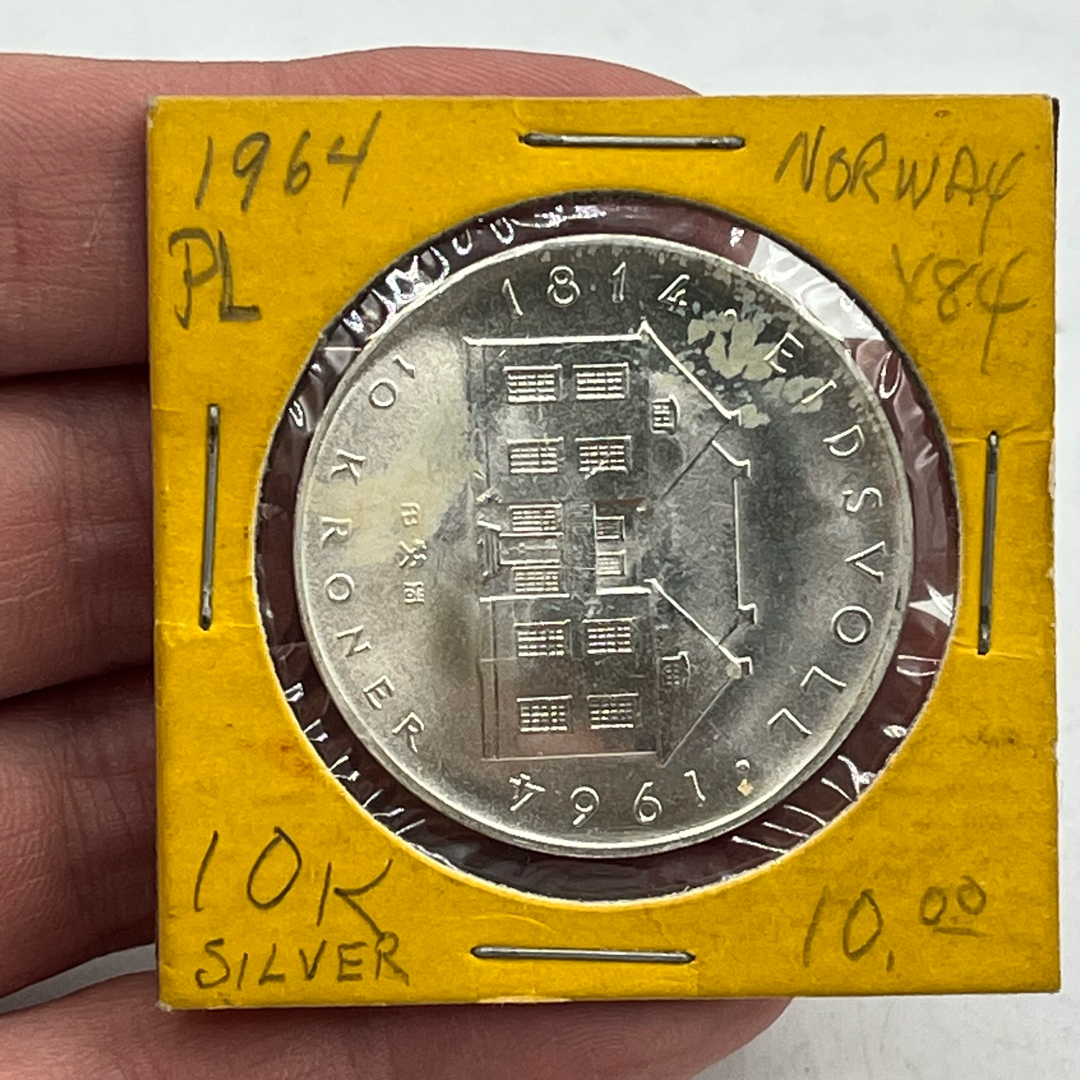 1964
PL
NORWAY
Y84
1814 · EIDSVOLL · 1964
10 KRONER
10K
SILVER
10.00